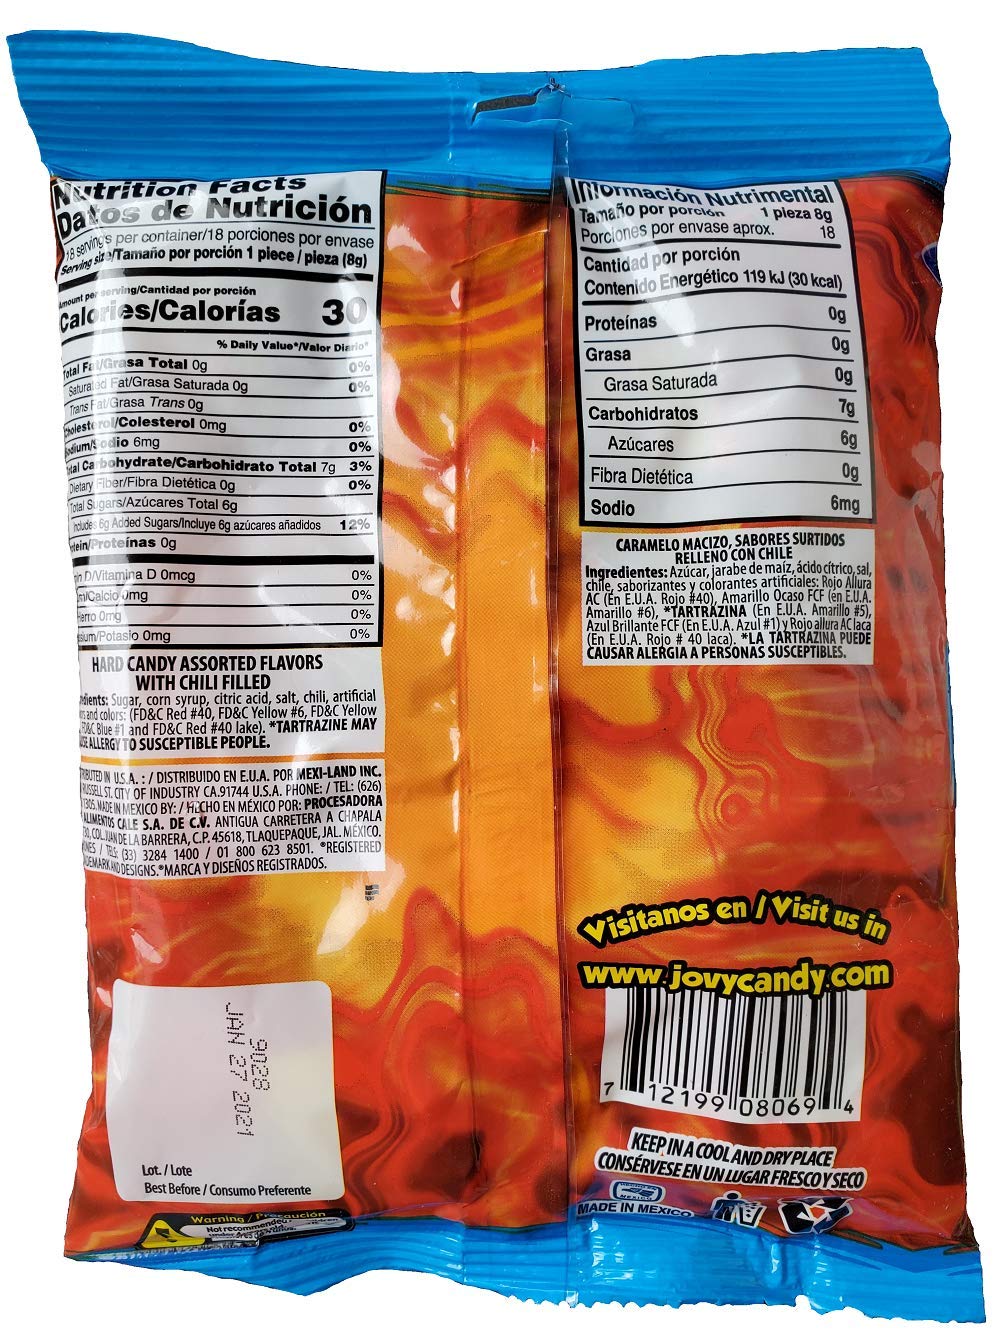 Nutrition Facts
Datos de Nutrición
18 servings per container/18 porciones por envase
Serving size/Tamaño por porción 1 piece / pieza (8g)
Amount per serving/Cantidad por porción
Calories/Calorías 30
% Daily Value*/Valor Diario*
Total Fat/Grasa Total 0g 0%
Saturated Fat/Grasa Saturada 0g 0%
Trans Fat/Grasa Trans 0g
Cholesterol/Colesterol 0mg 0%
Sodium/Sodio 6mg 0%
Total Carbohydrate/Carbohidrato Total 7g 3%
Dietary Fiber/Fibra Dietética 0g 0%
Total Sugars/Azúcares Total 6g
Includes 6g Added Sugars/Incluye 6g azúcares añadidos 12%
tein/Proteínas 0g
in D/Vitamina D 0mcg 0%
m/Calcio 0mg 0%
Hierro 0mg 0%
sium/Potasio 0mg 0%
HARD CANDY ASSORTED FLAVORS
WITH CHILI FILLED
edients: Sugar, corn syrup, citric acid, salt, chili, artificial
and colors: (FD&C Red #40, FD&C Yellow #6, FD&C Yellow
FD&C Blue #1 and FD&C Red #40 lake). *TARTRAZINE MAY
ALLERGY TO SUSCEPTIBLE PEOPLE.
TRIBUTED IN U.S.A. : / DISTRIBUIDO EN E.U.A. POR MEXI-LAND INC.
RUSSELL ST. CITY OF INDUSTRY CA.91744 U.S.A. PHONE: / TEL: (626)
1305. MADE IN MEXICO BY: / HECHO EN MÉXICO POR: PROCESADORA
ALIMENTOS CALE S.A. DE C.V. ANTIGUA CARRETERA A CHAPALA
COL. JUAN DE LA BARRERA, C.P. 45618, TLAQUEPAQUE, JAL. MÉXICO.
ONES / TELS: (33) 3284 1400 / 01 800 623 8501. ®REGISTERED
DEMARK AND DESIGNS. ®MARCA Y DISEÑOS REGISTRADOS.
9028
JAN 27 2021
Lot. / Lote
Best Before / Consumo Preferente
Warning / Precaución
Not recommended
Información Nutrimental
Tamaño por porción 1 pieza 8g
Porciones por envase aprox. 18
Cantidad por porción
Contenido Energético 119 kJ (30 kcal)
Proteínas 0g
Grasa 0g
Grasa Saturada 0g
Carbohidratos 7g
Azúcares 6g
Fibra Dietética 0g
Sodio 6mg
CARAMELO MACIZO, SABORES SURTIDOS
RELLENO CON CHILE
Ingredientes: Azúcar, jarabe de maíz, ácido cítrico, sal,
chile, saborizantes y colorantes artificiales: Rojo Allura
AC (En E.U.A. Rojo #40), Amarillo Ocaso FCF (en E.U.A.
Amarillo #6), *TARTRAZINA (En E.U.A. Amarillo #5),
Azul Brillante FCF (En E.U.A. Azul #1) y Rojo allura AC laca
(En E.U.A. Rojo # 40 laca). *LA TARTRAZINA PUEDE
CAUSAR ALERGIA A PERSONAS SUSCEPTIBLES.
Visitanos en / Visit us in
www.jovycandy.com
7 12199 08069 4
KEEP IN A COOL AND DRY PLACE
CONSÉRVESE EN UN LUGAR FRESCO Y SECO
MADE IN MEXICO